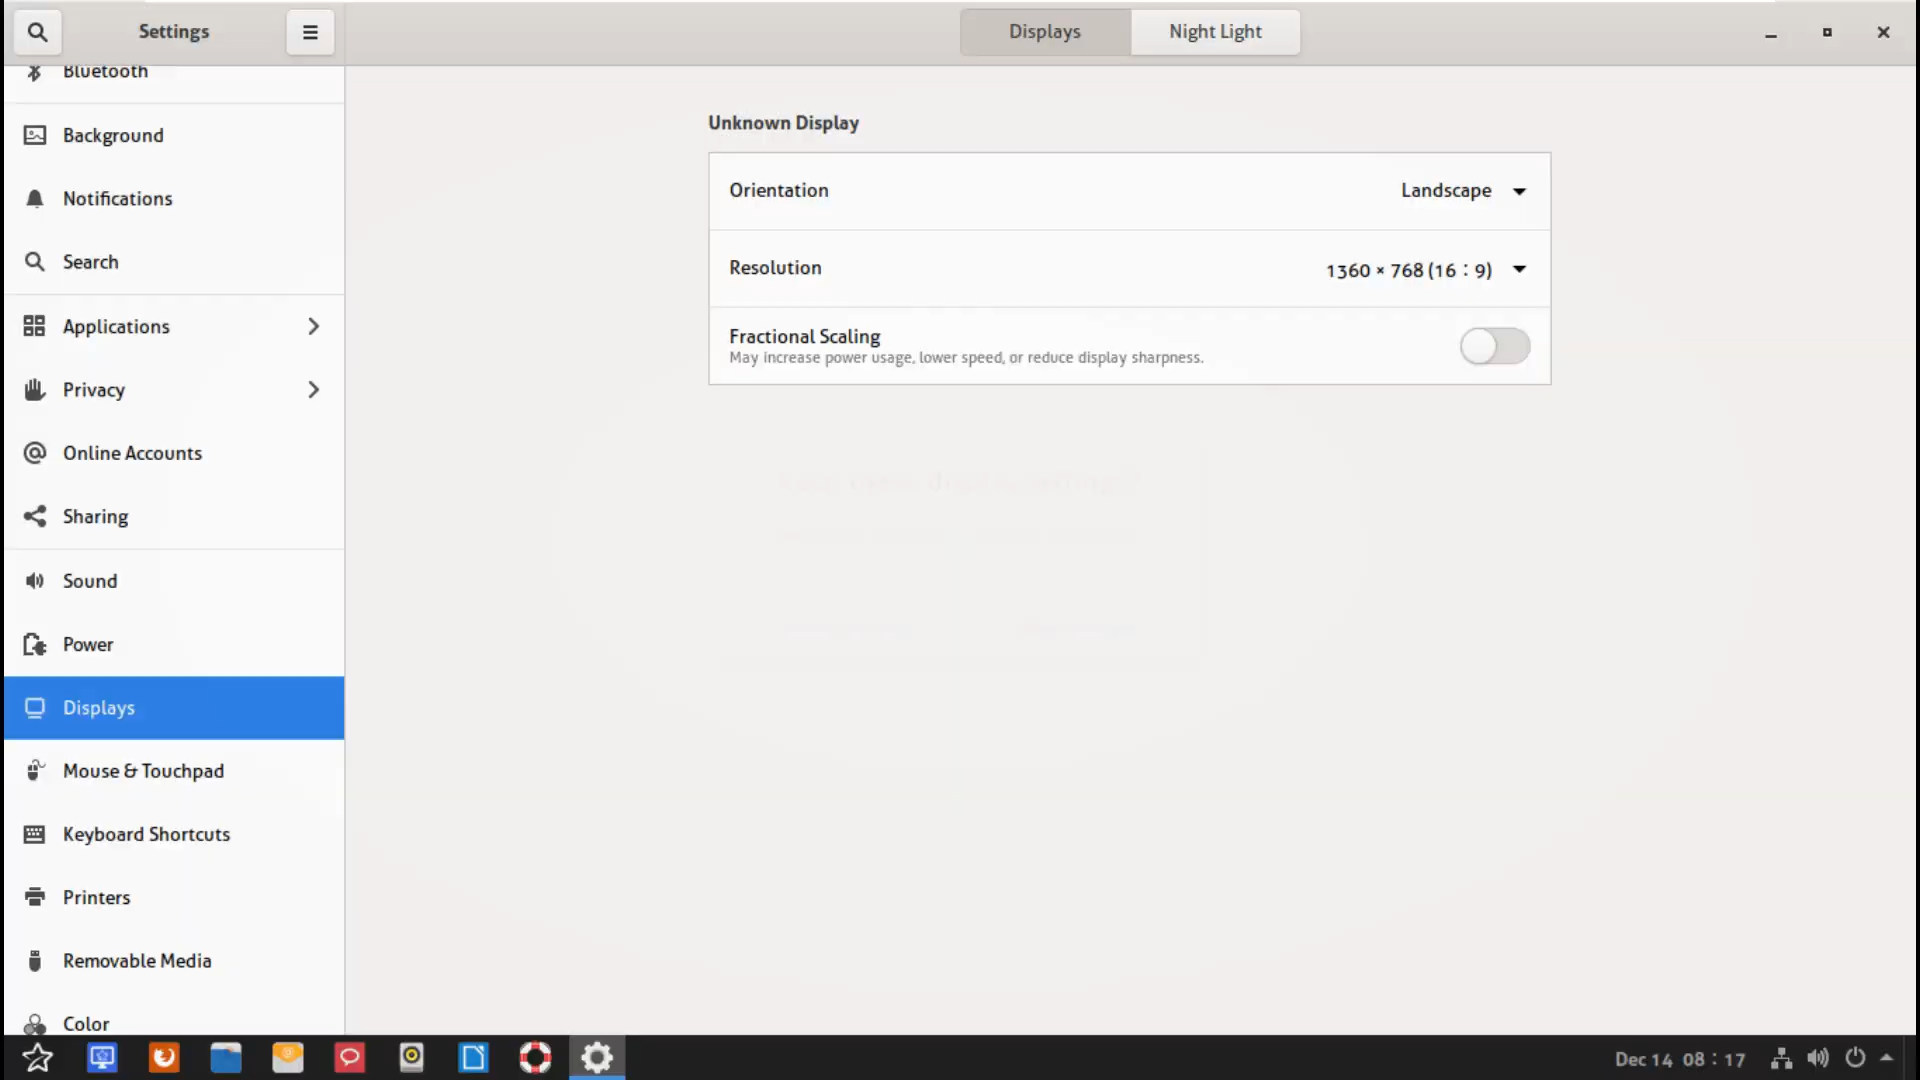 Settings
Displays
Night Light
Bluetooth
Background
Notifications
Search
Applications
Privacy
Online Accounts
Sharing
Sound
Power
Displays
Mouse & Touchpad
Keyboard Shortcuts
Printers
Removable Media
Color
Unknown Display
Orientation
Landscape
Resolution
1360 × 768 (16 : 9)
Fractional Scaling
May increase power usage, lower speed, or reduce display sharpness.
Dec 14 08 : 17